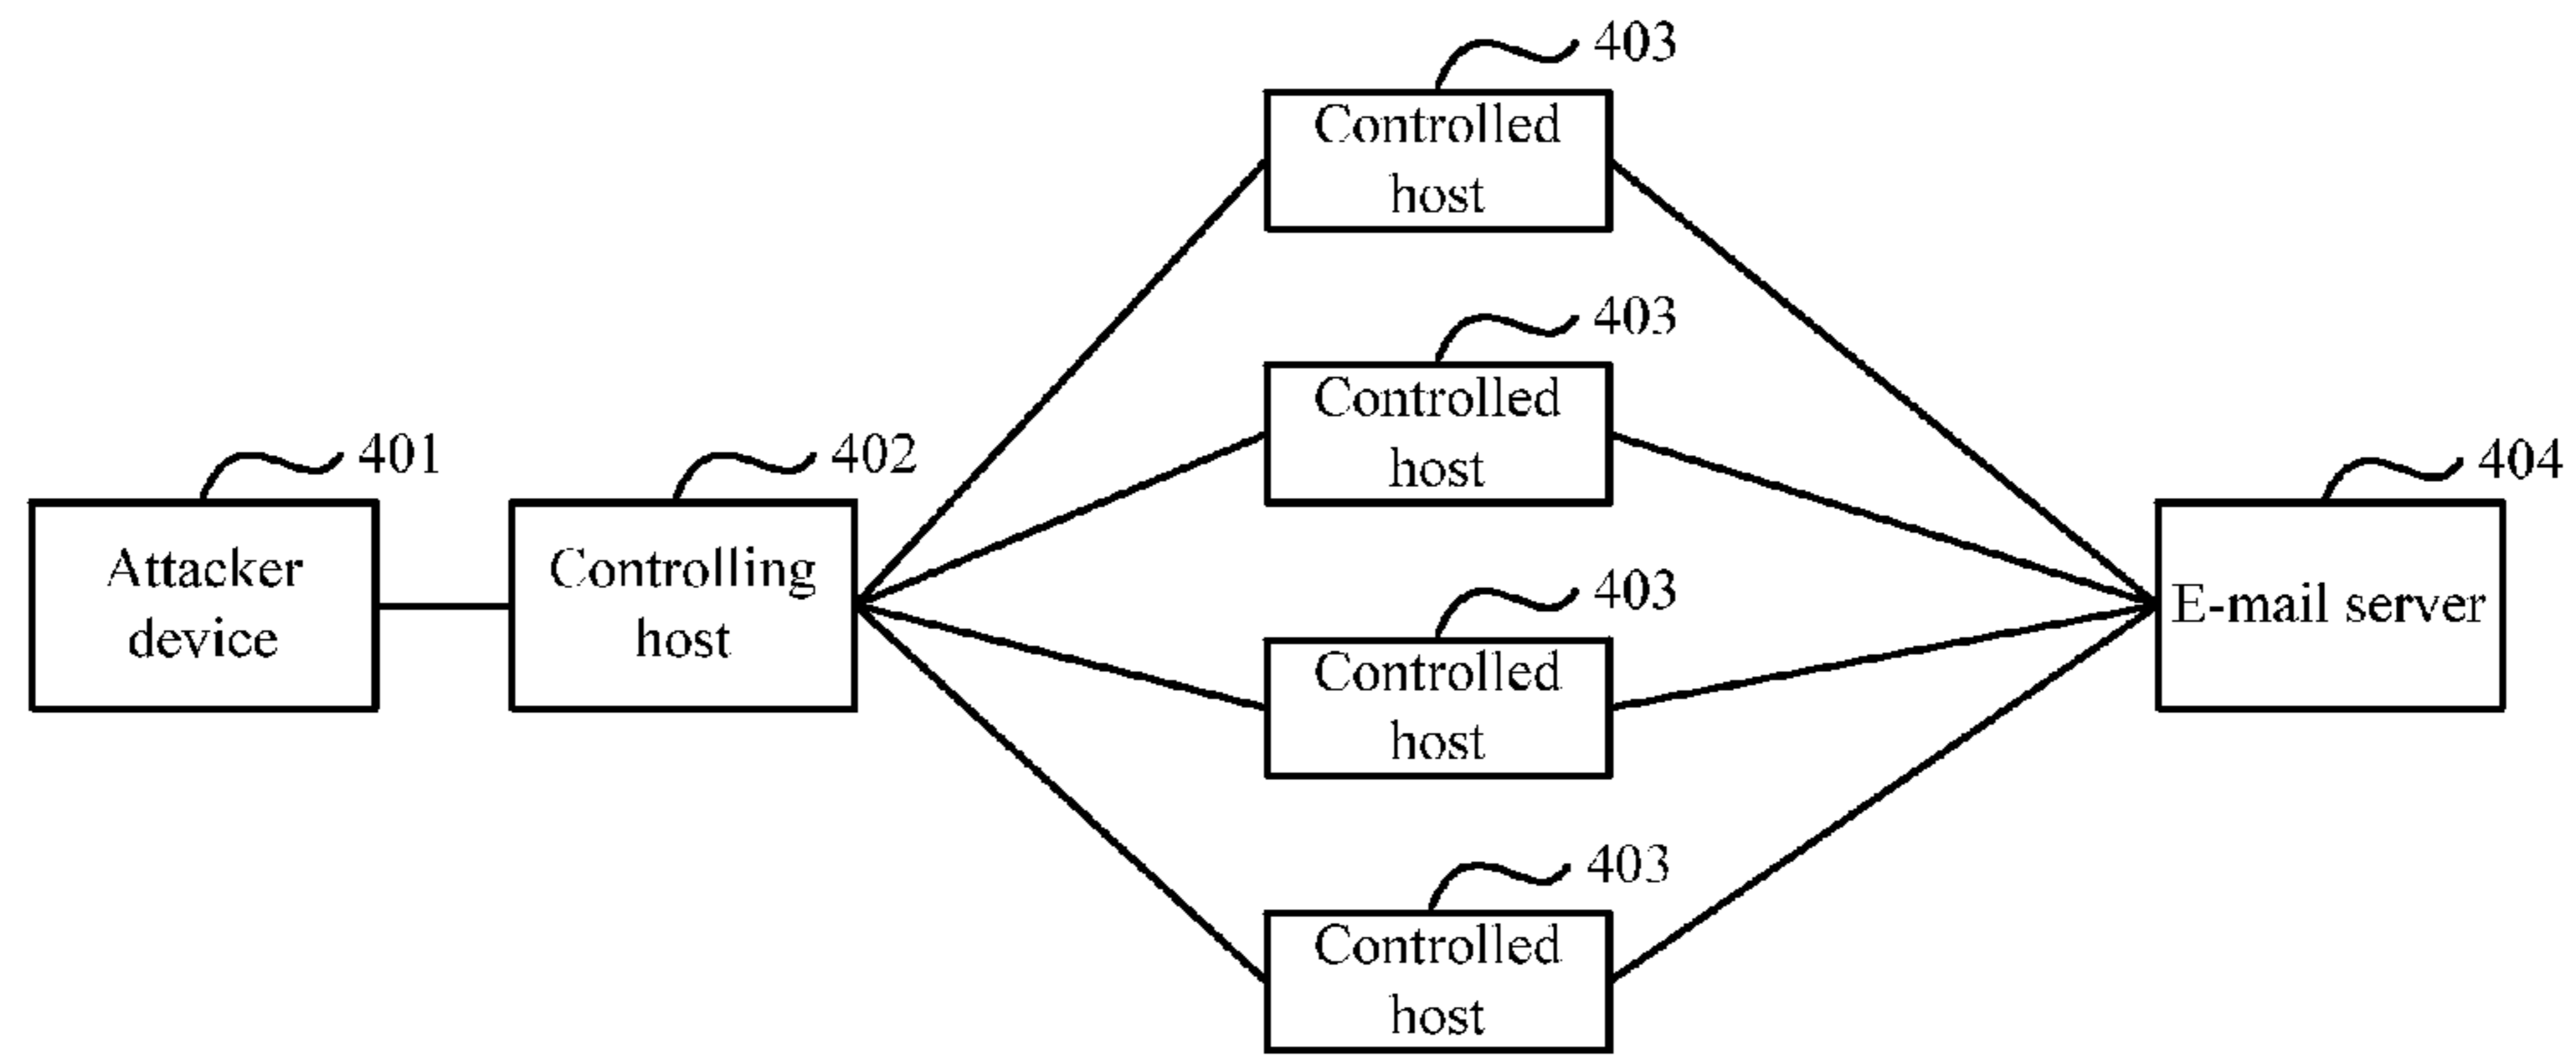 403
Controlled
host
403
Controlled
host
401
Attacker
device
402
Controlling
host
403
Controlled
host
403
Controlled
host
404
E-mail server